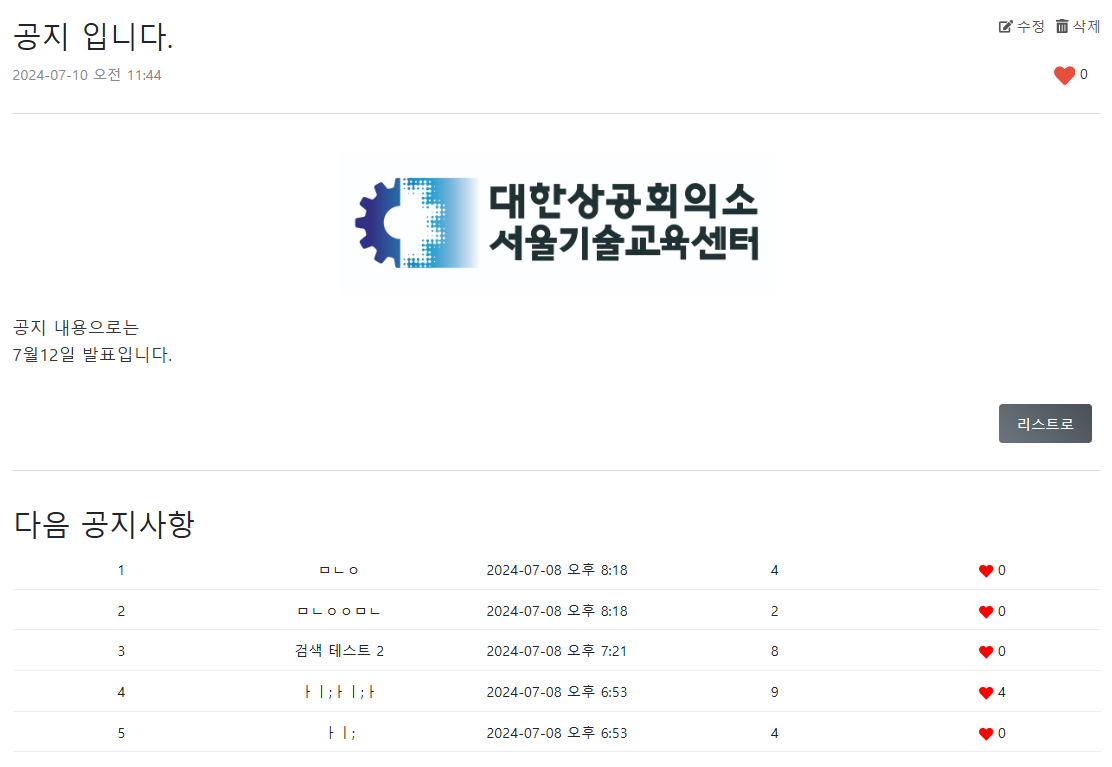 공지 입니다.
수정 삭제
2024-07-10 오전 11:44
0
대한상공회의소
서울기술교육센터
공지 내용으로는
7월12일 발표입니다.
리스트로
다음 공지사항
1 ㅁㄴㅇ 2024-07-08 오후 8:18 4 0
2 ㅁㄴㅇㅇㅁㄴ 2024-07-08 오후 8:18 2 0
3 검색 테스트 2 2024-07-08 오후 7:21 8 0
4 ㅏㅣ;ㅏㅣ;ㅏ 2024-07-08 오후 6:53 9 4
5 ㅏㅣ; 2024-07-08 오후 6:53 4 0